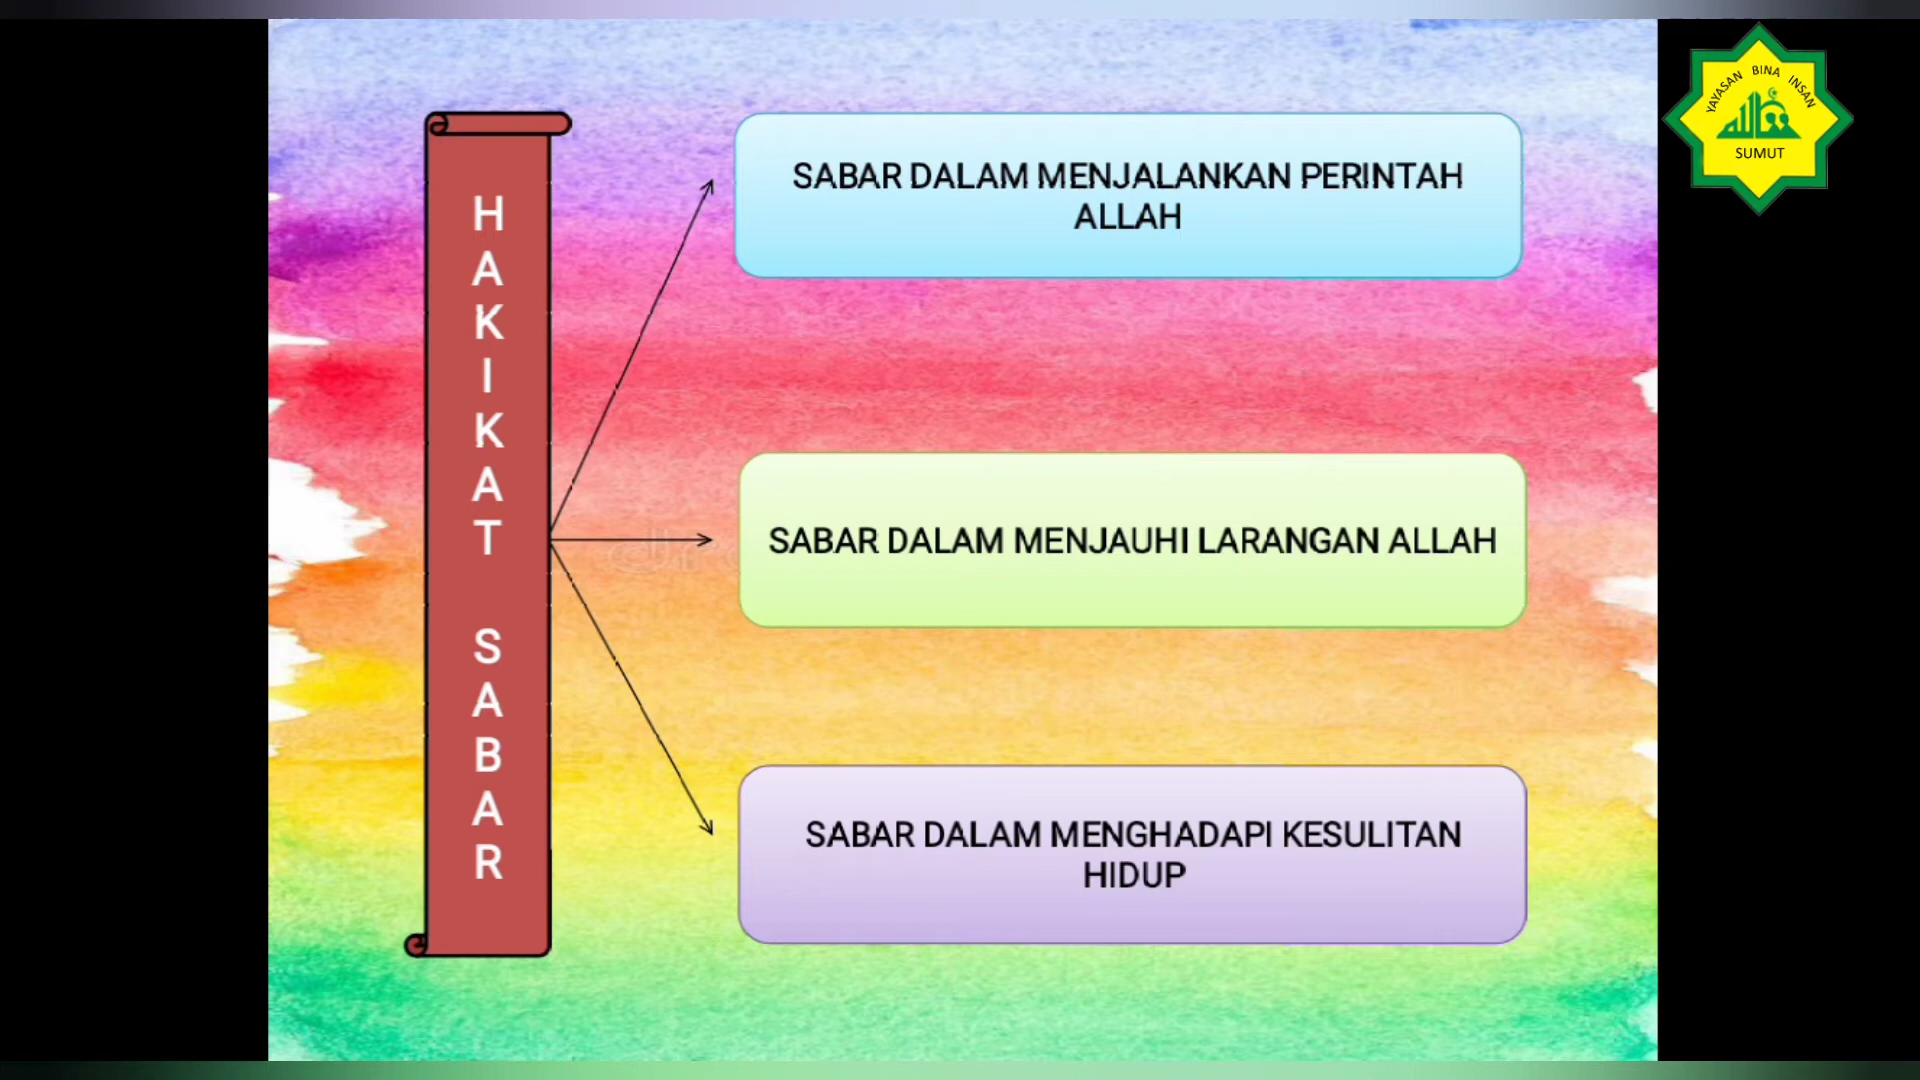 HAKIKAT SABAR
SABAR DALAM MENJALANKAN PERINTAH
ALLAH
SABAR DALAM MENJAUHI LARANGAN ALLAH
SABAR DALAM MENGHADAPI KESULITAN
HIDUP
YAYASAN BINA INSAN
SUMUT